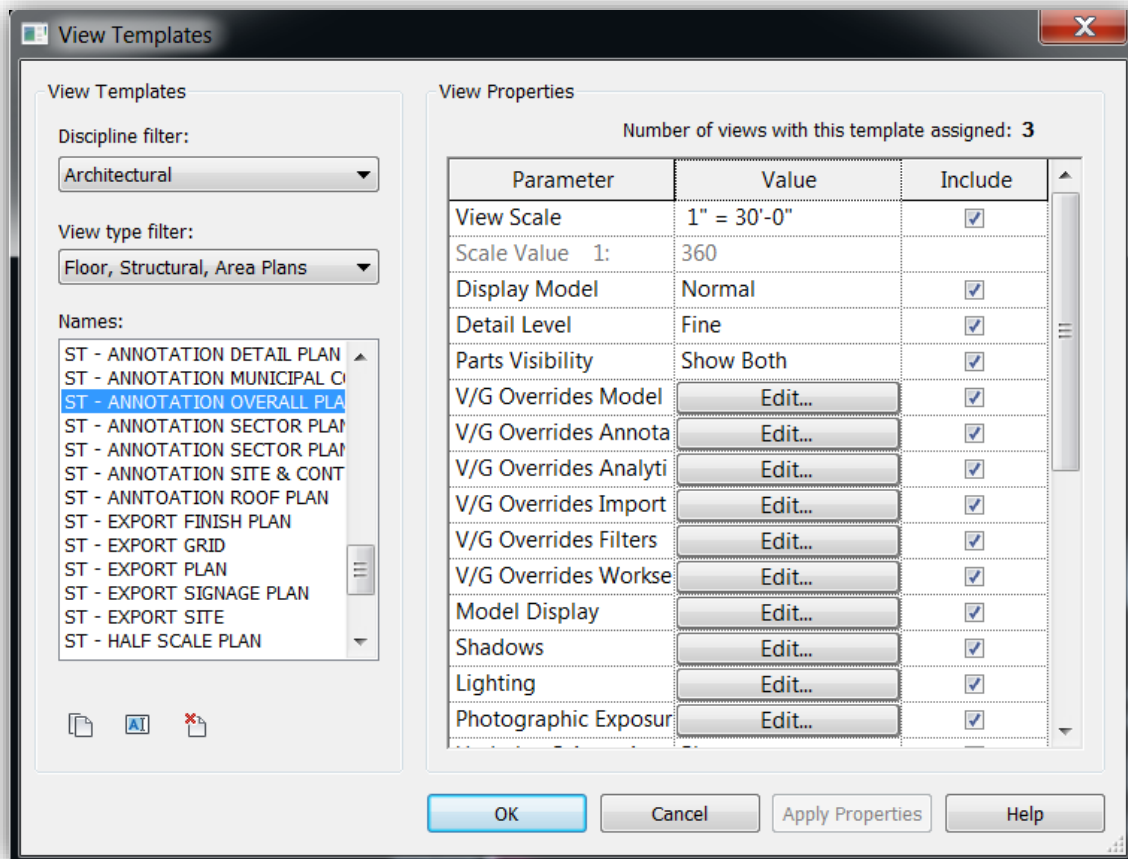 View Templates
View Templates
Discipline filter:
Architectural
View type filter:
Floor, Structural, Area Plans
Names:
ST - ANNOTATION DETAIL PLAN
ST - ANNOTATION MUNICIPAL
ST - ANNOTATION OVERALL PLA
ST - ANNOTATION SECTOR PLAN
ST - ANNOTATION SECTOR PLAN
ST - ANNOTATION SITE & CONT
ST - ANNTOATION ROOF PLAN
ST - EXPORT FINISH PLAN
ST - EXPORT GRID
ST - EXPORT PLAN
ST - EXPORT SIGNAGE PLAN
ST - EXPORT SITE
ST - HALF SCALE PLAN
AI
View Properties
Number of views with this template assigned: 3
Parameter Value Include
View Scale 1" = 30'-0"
Scale Value 1: 360
Display Model Normal
Detail Level Fine
Parts Visibility Show Both
V/G Overrides Model Edit...
V/G Overrides Annota Edit...
V/G Overrides Analyti Edit...
V/G Overrides Import Edit...
V/G Overrides Filters Edit...
V/G Overrides Workse Edit...
Model Display Edit...
Shadows Edit...
Lighting Edit...
Photographic Exposur Edit...
OK Cancel Apply Properties Help